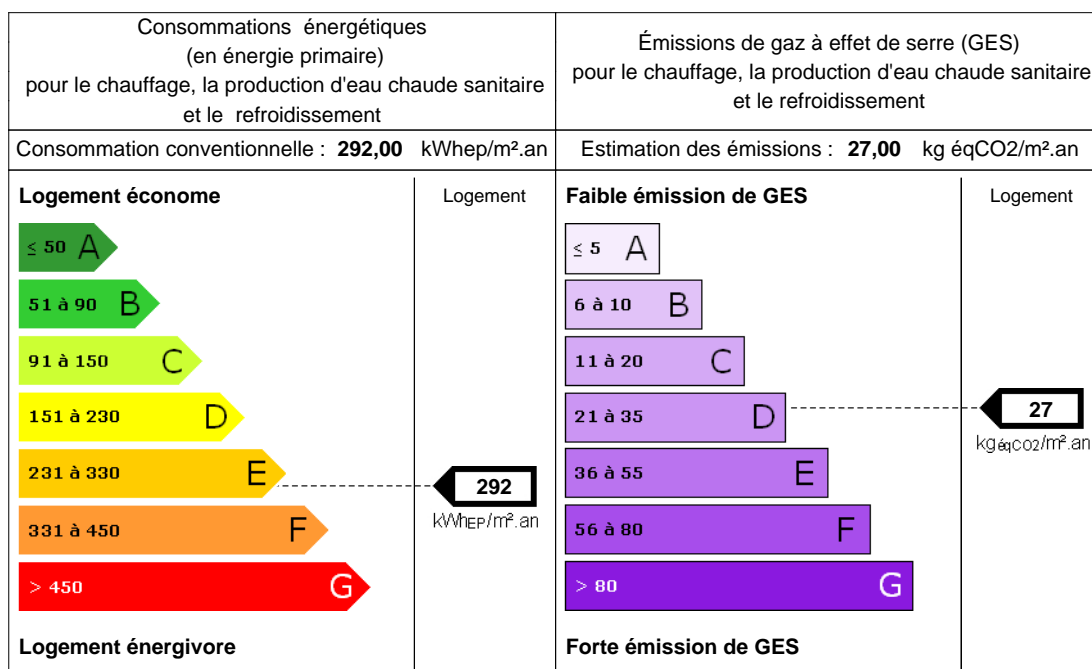 Consommations énergétiques
(en énergie primaire)
pour le chauffage, la production d'eau chaude sanitaire
et le refroidissement
Émissions de gaz à effet de serre (GES)
pour le chauffage, la production d'eau chaude sanitaire
et le refroidissement
Consommation conventionnelle : 292,00 kWhep/m².an
Estimation des émissions : 27,00 kg éqCO2/m².an
Logement économe
Logement
≤ 50 A
51 à 90 B
91 à 150 C
151 à 230 D
231 à 330 E
331 à 450 F
> 450 G
292
kWhEP/m².an
Logement énergivore
Faible émission de GES
Logement
≤ 5 A
6 à 10 B
11 à 20 C
21 à 35 D
36 à 55 E
56 à 80 F
> 80 G
27
kgéqCO2/m².an
Forte émission de GES